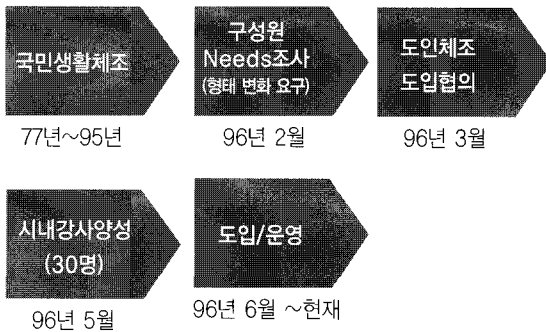 국민생활체조
77년~95년
구성원
Needs조사
(형태 변화 요구)
96년 2월
도인체조
도입협의
96년 3월
시내강사양성
(30명)
96년 5월
도입/운영
96년 6월 ~현재